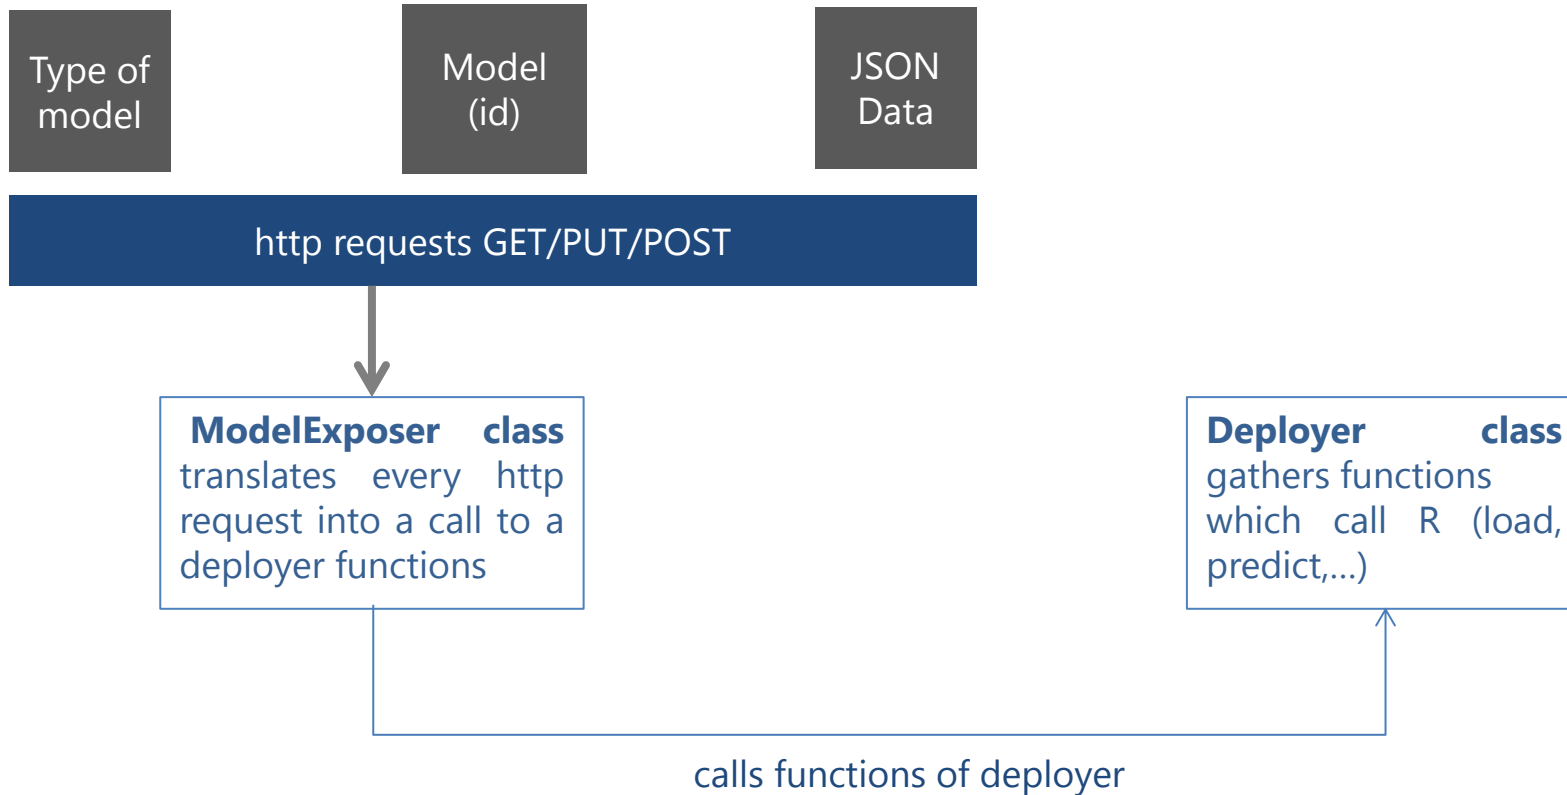 Type of
model
Model
(id)
JSON
Data
http requests GET/PUT/POST
ModelExposer class
translates every http
request into a call to a
deployer functions
Deployer class
gathers functions
which call R (load,
predict,...)
calls functions of deployer